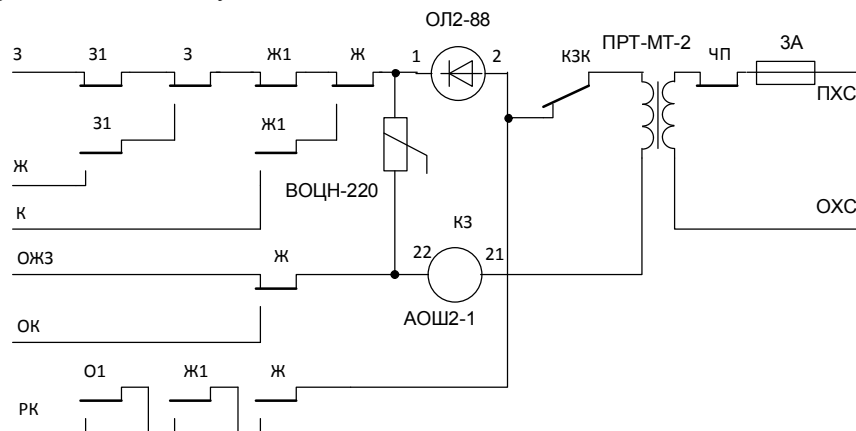 ОЛ2-88
З З1 З Ж1 Ж 1 2 КЗК ПРТ-МТ-2 ЧП 3А
ПХС
З1 Ж1
Ж
ВОЦН-220
К ОХС
КЗ
ОЖЗ Ж 22 21
АОШ2-1
ОК
О1 Ж1 Ж
РК